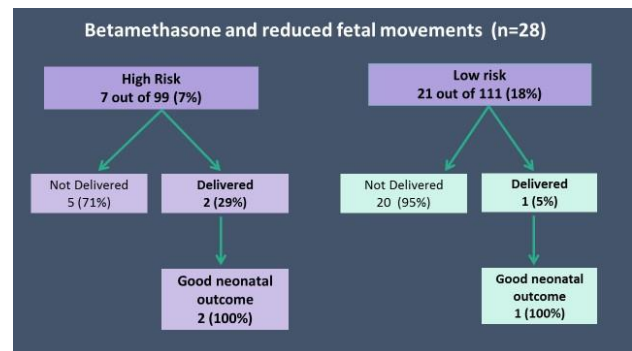 Betamethasone and reduced fetal movements (n=28)
High Risk
7 out of 99 (7%)
Low risk
21 out of 111 (18%)
Not Delivered
5 (71%)
Delivered
2 (29%)
Not Delivered
20 (95%)
Delivered
1 (5%)
Good neonatal
outcome
2 (100%)
Good neonatal
outcome
1 (100%)